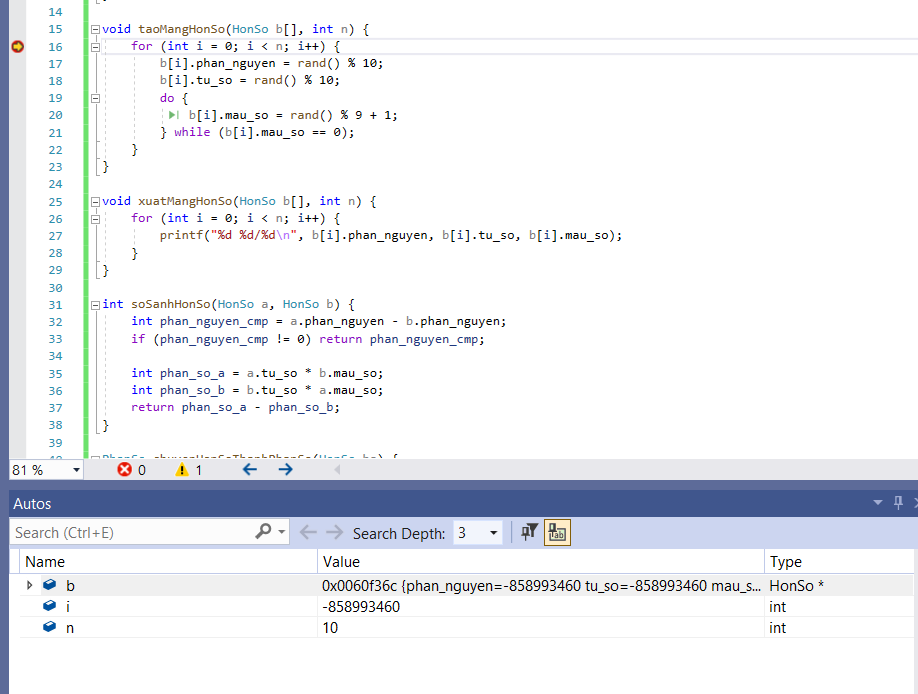 14
15 void taoMangHonSo(HonSo b[], int n) {
16 for (int i = 0; i < n; i++) {
17 b[i].phan_nguyen = rand() % 10;
18 b[i].tu_so = rand() % 10;
19 do {
20 b[i].mau_so = rand() % 9 + 1;
21 } while (b[i].mau_so == 0);
22 }
23 }
24
25 void xuatMangHonSo(HonSo b[], int n) {
26 for (int i = 0; i < n; i++) {
27 printf("%d %d/%d\n", b[i].phan_nguyen, b[i].tu_so, b[i].mau_so);
28 }
29 }
30
31 int soSanhHonSo(HonSo a, HonSo b) {
32 int phan_nguyen_cmp = a.phan_nguyen - b.phan_nguyen;
33 if (phan_nguyen_cmp != 0) return phan_nguyen_cmp;
34
35 int phan_so_a = a.tu_so * b.mau_so;
36 int phan_so_b = b.tu_so * a.mau_so;
37 return phan_so_a - phan_so_b;
38 }
39
81 % 0 1
Autos
Search (Ctrl+E) Search Depth: 3
Name Value Type
b 0x0060f36c {phan_nguyen=-858993460 tu_so=-858993460 mau_s... HonSo *
i -858993460 int
n 10 int